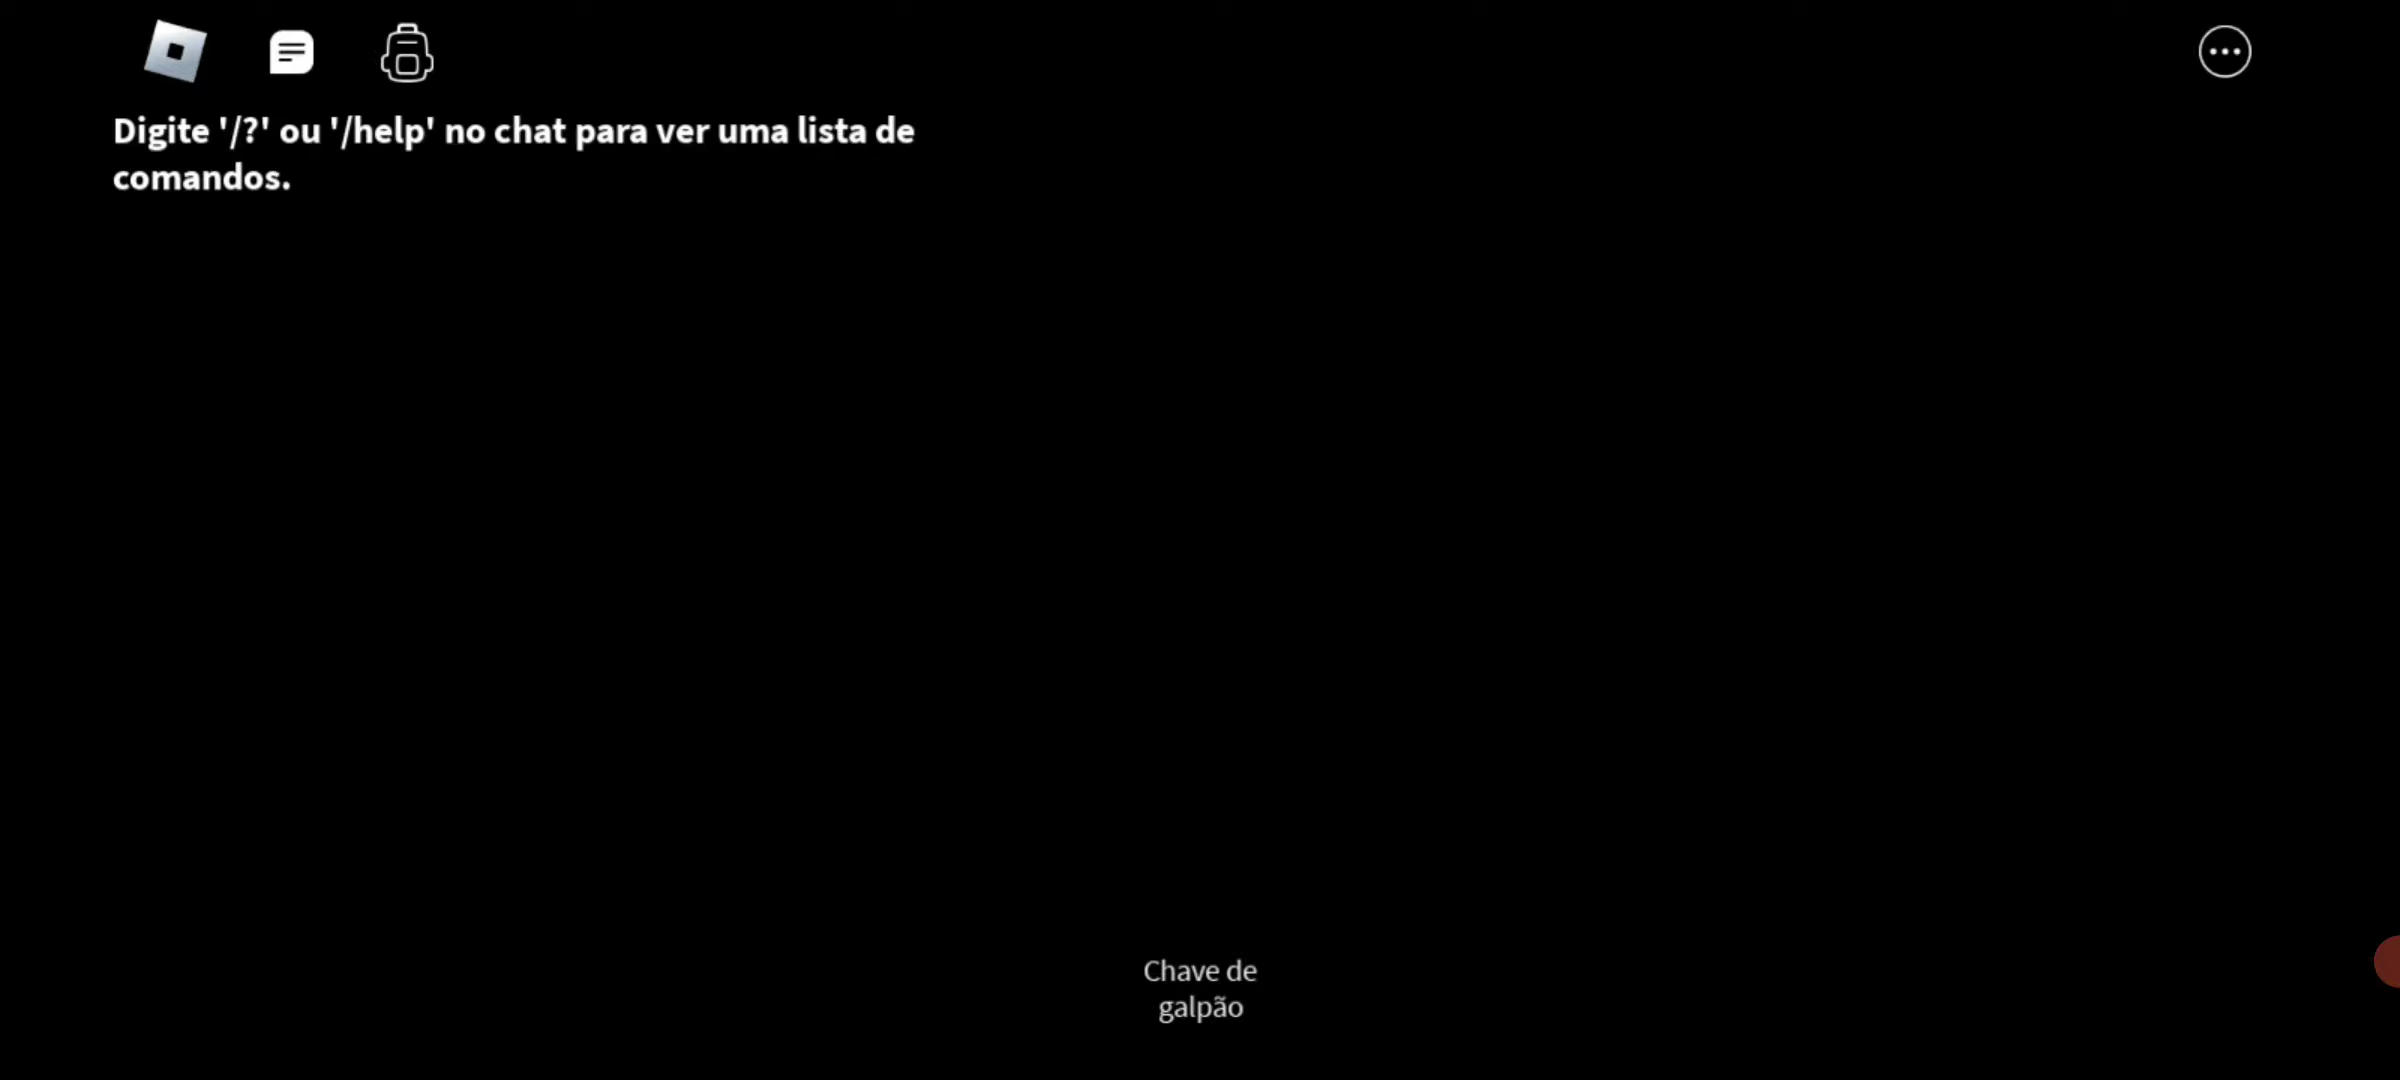 Digite '/?' ou '/help' no chat para ver uma lista de
comandos.
Chave de
galpão